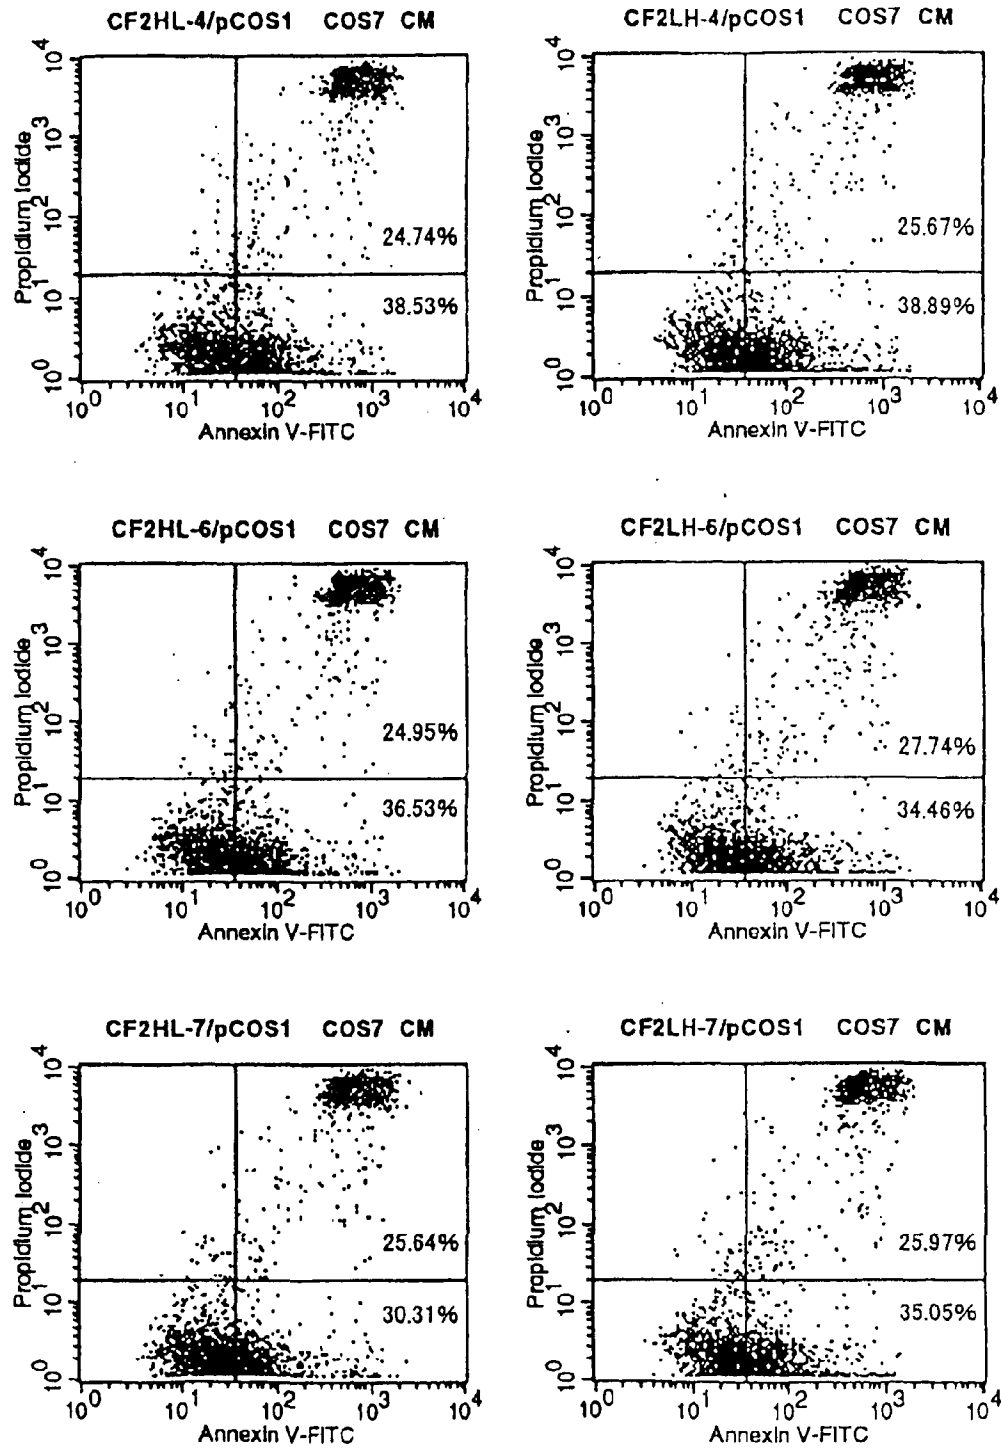 CF2HL-4/pCOS1 COS7 CM
Propidium Iodide
10^4
10^3
10^2
10^1
10^0
24.74%
38.53%
10^0 10^1 10^2 10^3 10^4
Annexin V-FITC
CF2LH-4/pCOS1 COS7 CM
Propidium Iodide
10^4
10^3
10^2
10^1
10^0
25.67%
38.89%
10^0 10^1 10^2 10^3 10^4
Annexin V-FITC
CF2HL-6/pCOS1 COS7 CM
Propidium Iodide
10^4
10^3
10^2
10^1
10^0
24.95%
36.53%
10^0 10^1 10^2 10^3 10^4
Annexin V-FITC
CF2LH-6/pCOS1 COS7 CM
Propidium Iodide
10^4
10^3
10^2
10^1
10^0
27.74%
34.46%
10^0 10^1 10^2 10^3 10^4
Annexin V-FITC
CF2HL-7/pCOS1 COS7 CM
Propidium Iodide
10^4
10^3
10^2
10^1
10^0
25.64%
30.31%
10^0 10^1 10^2 10^3 10^4
Annexin V-FITC
CF2LH-7/pCOS1 COS7 CM
Propidium Iodide
10^4
10^3
10^2
10^1
10^0
25.97%
35.05%
10^0 10^1 10^2 10^3 10^4
Annexin V-FITC